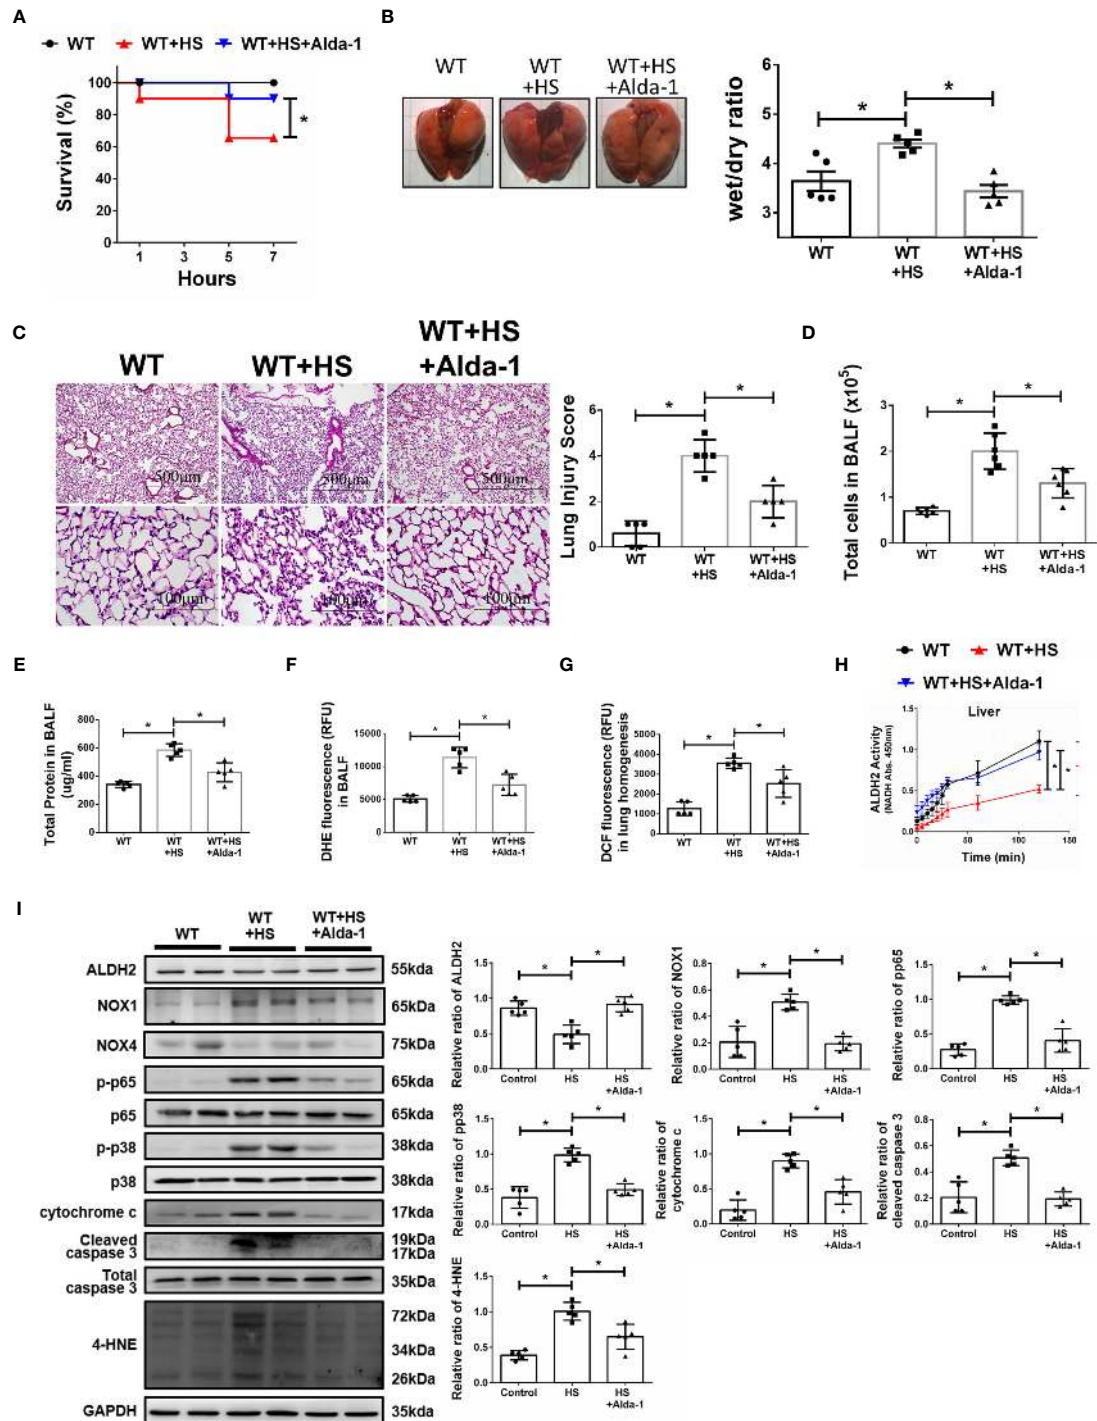 A
WT WT+HS WT+HS+Alda-1
Survival (%)
100
80
60
40
20
0
1 3 5 7
Hours
*
B
WT
WT
+HS
WT+HS
+Alda-1
wet/dry ratio
6
5
4
3
* *
WT
WT
+HS
WT+HS
+Alda-1
C
WT
WT+HS
WT+HS
+Alda-1
500μm
500μm
500μm
100μm
100μm
100μm
Lung Injury Score
6
4
2
0
* *
WT
WT
+HS
WT+HS
+Alda-1
D
Total cells in BALF (x10⁵)
3
2
1
0
* *
WT
WT
+HS
WT+HS
+Alda-1
E
Total Protein in BALF
(ug/ml)
800
600
400
200
0
* *
WT
WT
+HS
WT+HS
+Alda-1
F
DHE fluorescence (RFU)
in BALF
15000
10000
5000
0
* *
WT
WT
+HS
WT+HS
+Alda-1
G
DCF fluorescence (RFU)
in lung homogenesis
5000
4000
3000
2000
1000
0
* *
WT
WT
+HS
WT+HS
+Alda-1
H
WT WT+HS
WT+HS+Alda-1
Liver
ALDH2 Activity
(NADH Abs. 450nm)
1.5
1.0
0.5
0.0
0 50 100 150
Time (min)
* *
I
WT
WT
+HS
WT+HS
+Alda-1
ALDH2 55kda
NOX1 65kDa
NOX4 75kda
p-p65 65kda
p65 65kda
p-p38 38kda
p38 38kda
cytochrome c 17kda
Cleaved
caspase 3
19kDa
17kDa
Total
caspase 3
35kDa
4-HNE
72kDa
34kDa
26kDa
GAPDH 35kda
Relative ratio of ALDH2
1.5
1.0
0.5
0.0
* *
Control HS HS
+Alda-1
Relative ratio of NOX1
0.8
0.6
0.4
0.2
0.0
* *
Control HS HS
+Alda-1
Relative ratio of pp65
1.5
1.0
0.5
0.0
* *
Control HS HS
+Alda-1
Relative ratio of pp38
1.5
1.0
0.5
0.0
* *
Control HS HS
+Alda-1
Relative ratio of
cytochrome c
1.5
1.0
0.5
0.0
* *
Control HS HS
+Alda-1
Relative ratio of
cleaved caspase 3
0.8
0.6
0.4
0.2
0.0
* *
Control HS HS
+Alda-1
Relative ratio of 4-HNE
1.5
1.0
0.5
0.0
* *
Control HS HS
+Alda-1